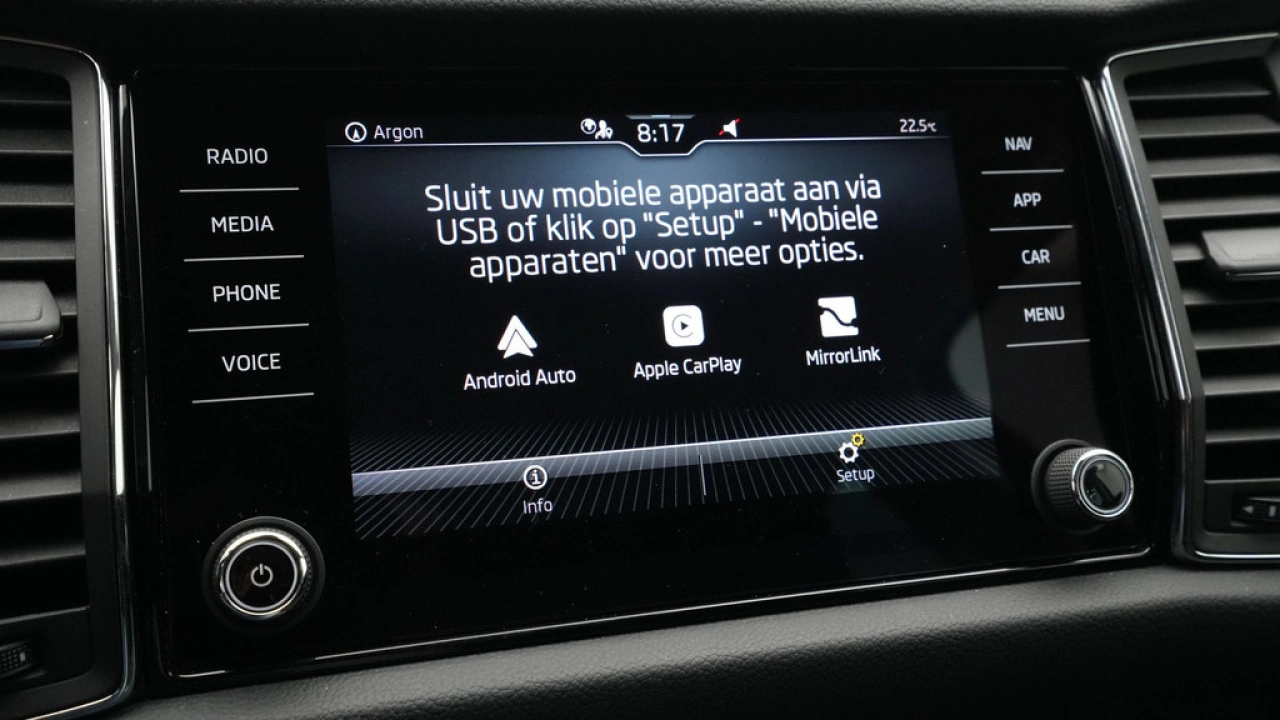 RADIO
MEDIA
PHONE
VOICE
Argon
8:17
22.5°C
Sluit uw mobiele apparaat aan via
USB of klik op "Setup" - "Mobiele
apparaten" voor meer opties.
Android Auto
Apple CarPlay
MirrorLink
Info
Setup
NAV
APP
CAR
MENU